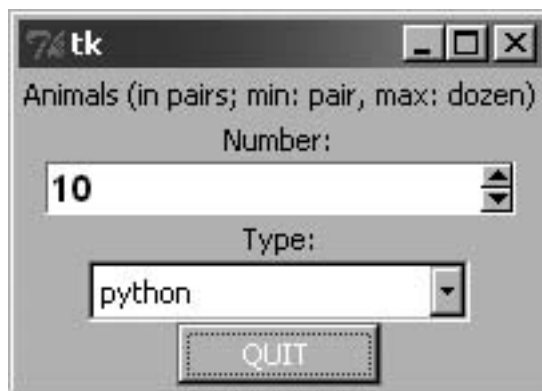 tk
Animals (in pairs; min: pair, max: dozen)
Number:
10
Type:
python
QUIT